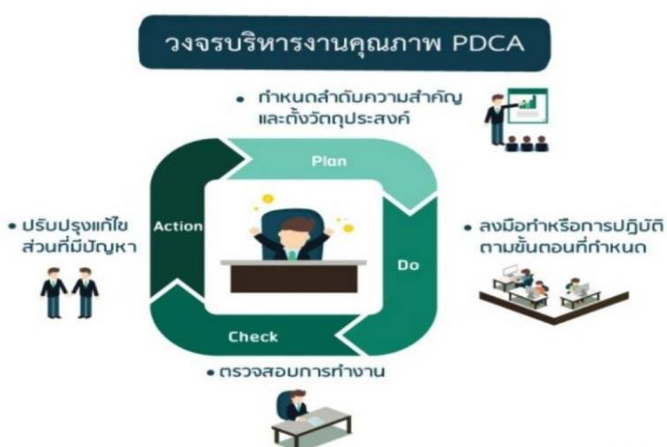 วงจรบริหารงานคุณภาพ PDCA
• กำหนดลำดับความสำคัญ
และตั้งวัตถุประสงค์
Plan
Action
• ปรับปรุงแก้ไข
ส่วนที่มีปัญหา
Do
• ลงมือทำหรือการปฏิบัติ
ตามขั้นตอนที่กำหนด
Check
• ตรวจสอบการทำงาน